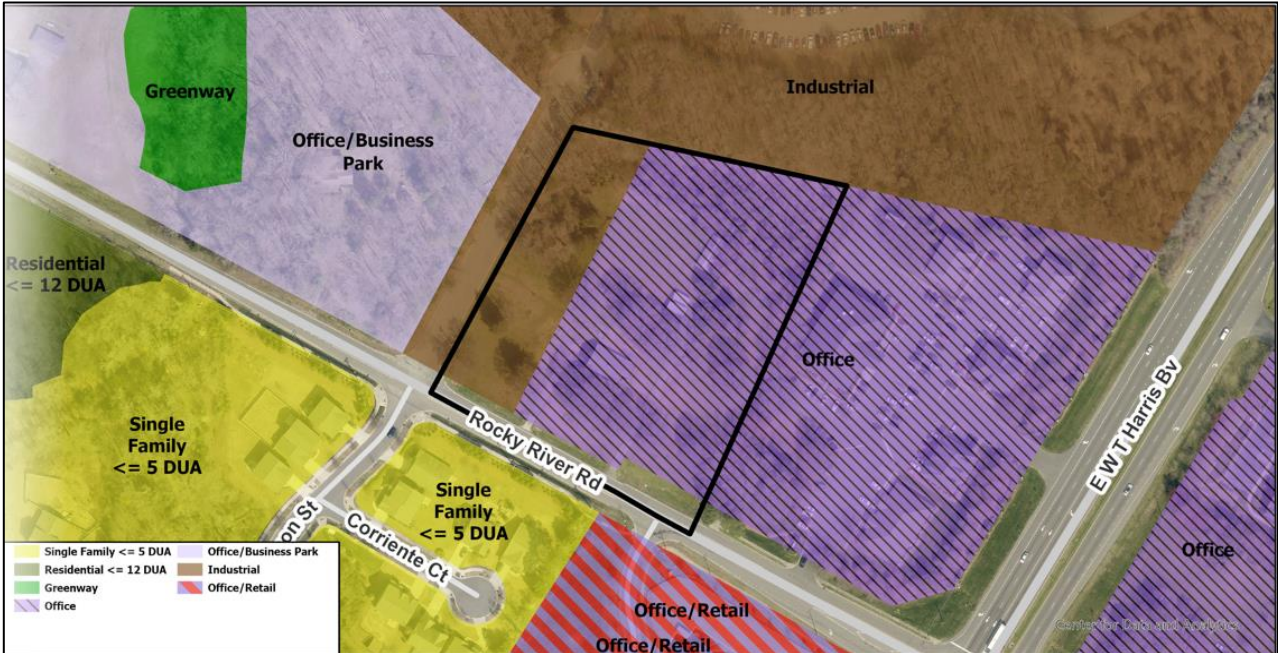 Greenway
Industrial
Office/Business
Park
Residential
<= 12 DUA
Office
Single
Family
<= 5 DUA
Rocky River Rd
E W T Harris Bv
Single
Family
<= 5 DUA
on St
Corriente Ct
Office
Single Family <= 5 DUA
Office/Business Park
Residential <= 12 DUA
Industrial
Greenway
Office/Retail
Office
Office/Retail
Office/Retail
Center for Data and Analytics